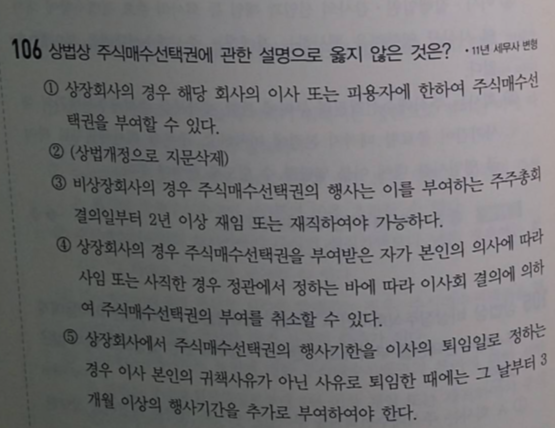 106 상법상 주식매수선택권에 관한 설명으로 옳지 않은 것은? • 11년 세무사 변형
① 상장회사의 경우 해당 회사의 이사 또는 피용자에 한하여 주식매수선
택권을 부여할 수 있다.
② (상법개정으로 지문삭제)
③ 비상장회사의 경우 주식매수선택권의 행사는 이를 부여하는 주주총회
결의일부터 2년 이상 재임 또는 재직하여야 가능하다.
④ 상장회사의 경우 주식매수선택권을 부여받은 자가 본인의 의사에 따라
사임 또는 사직한 경우 정관에서 정하는 바에 따라 이사회 결의에 의하
여 주식매수선택권의 부여를 취소할 수 있다.
⑤ 상장회사에서 주식매수선택권의 행사기한을 이사의 퇴임일로 정하는
경우 이사 본인의 귀책사유가 아닌 사유로 퇴임한 때에는 그 날부터 3
개월 이상의 행사기간을 추가로 부여하여야 한다.